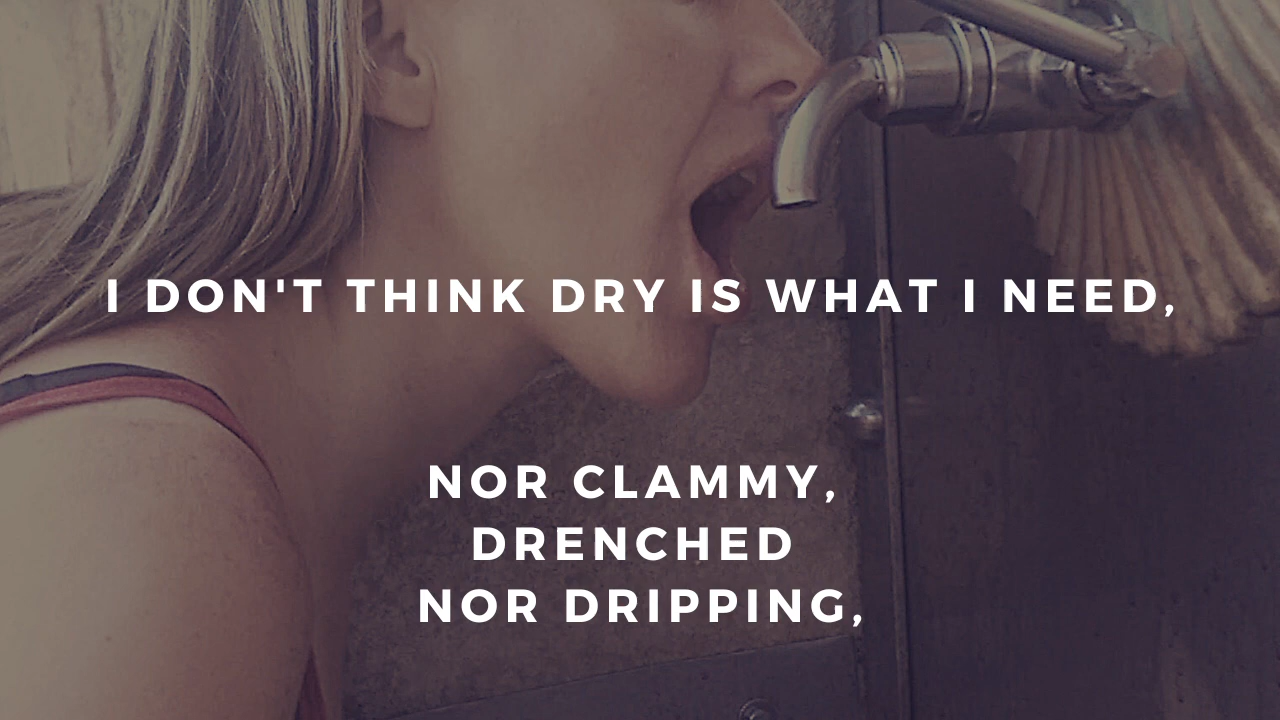 I DON'T THINK DRY IS WHAT I NEED,
NOR CLAMMY,
DRENCHED
NOR DRIPPING,